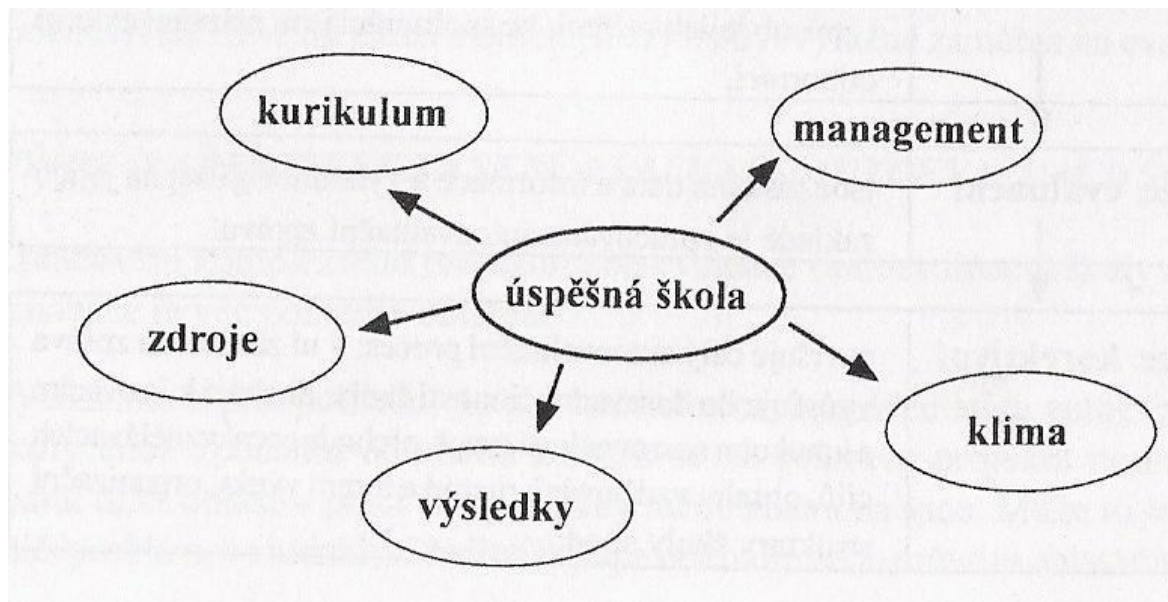 kurikulum
management
úspěšná škola
zdroje
klima
výsledky